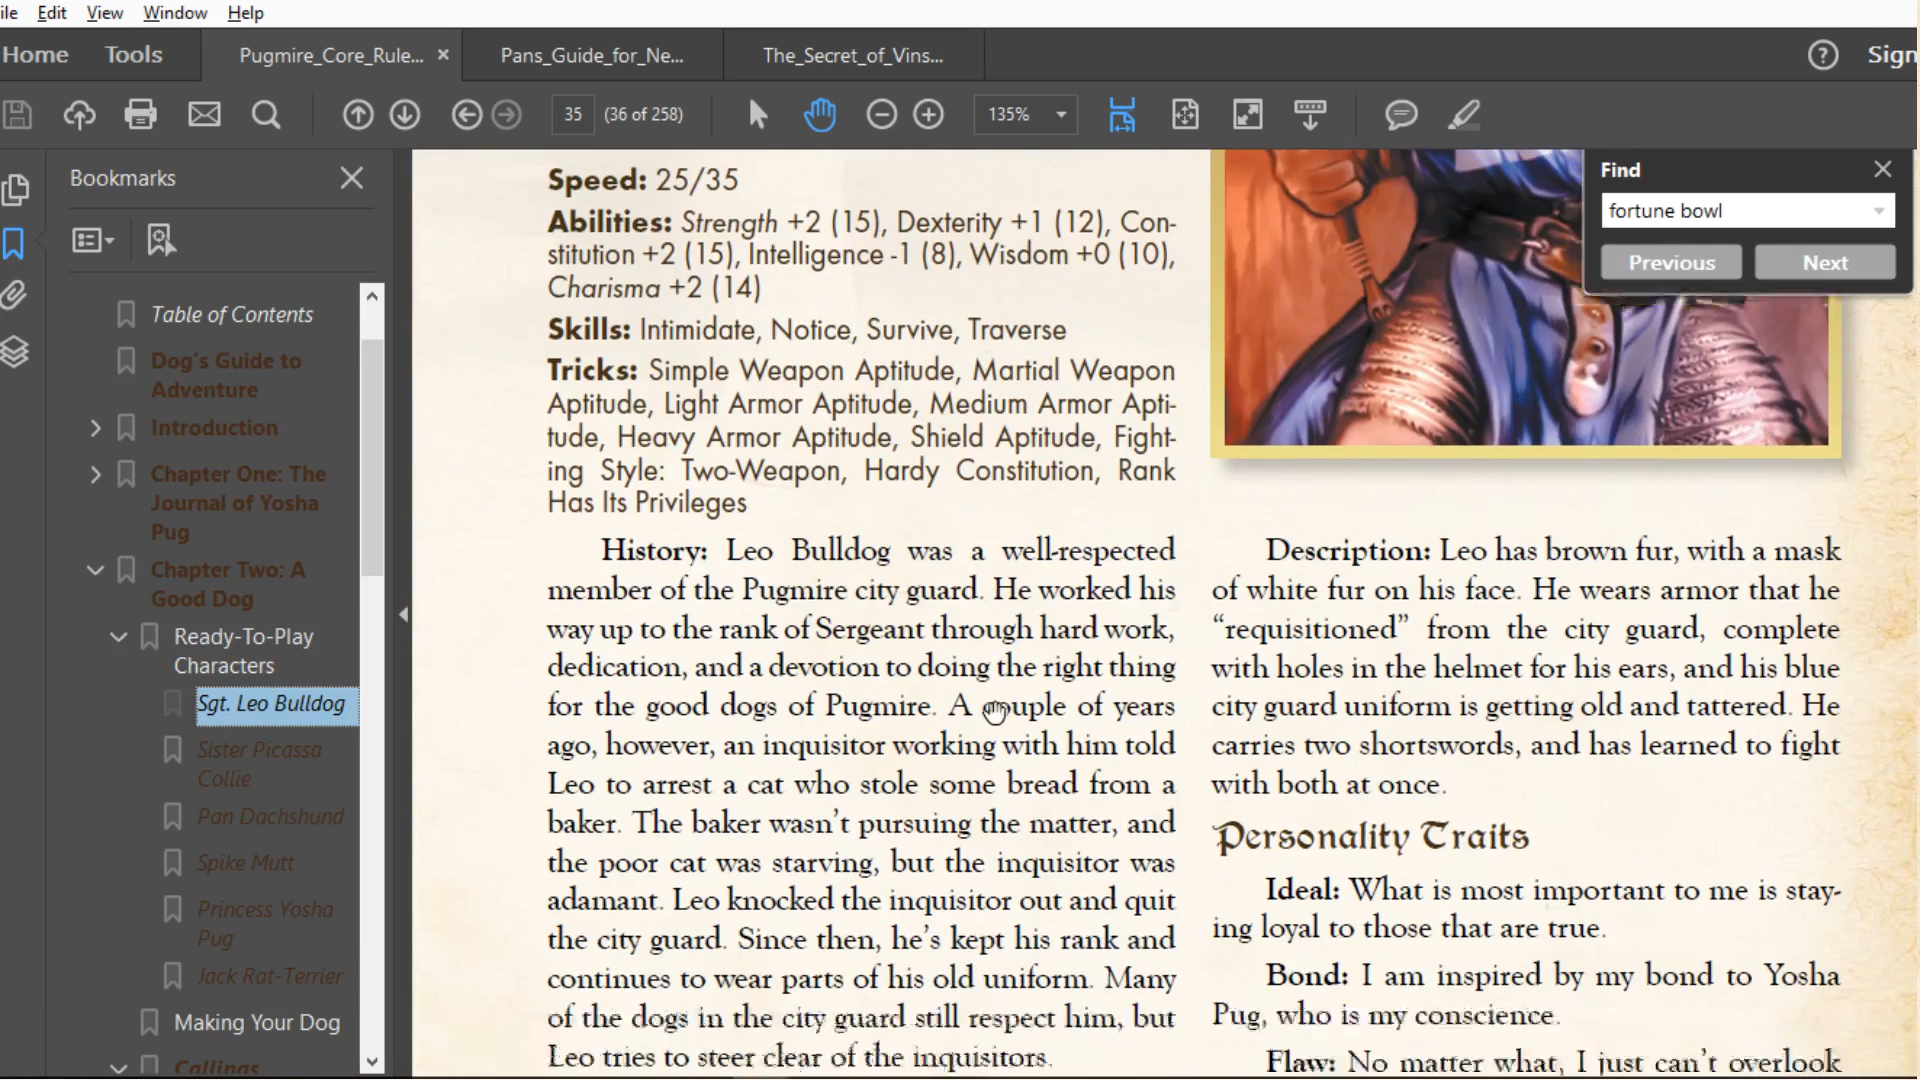 ile Edit View Window Help
Home Tools Pugmire_Core_Rule... × Pans_Guide_for_Ne... The_Secret_of_Vins... ? Sign
35 (36 of 258) 135%
Bookmarks
Table of Contents
Dog's Guide to
Adventure
Introduction
Chapter One: The
Journal of Yosha
Pug
Chapter Two: A
Good Dog
Ready-To-Play
Characters
Sgt. Leo Bulldog
Sister Picassa
Collie
Pan Dachshund
Spike Mutt
Princess Yosha
Pug
Jack Rat-Terrier
Making Your Dog
Callings
Speed: 25/35
Abilities: Strength +2 (15), Dexterity +1 (12), Con-
stitution +2 (15), Intelligence -1 (8), Wisdom +0 (10),
Charisma +2 (14)
Skills: Intimidate, Notice, Survive, Traverse
Tricks: Simple Weapon Aptitude, Martial Weapon
Aptitude, Light Armor Aptitude, Medium Armor Apti-
tude, Heavy Armor Aptitude, Shield Aptitude, Fight-
ing Style: Two-Weapon, Hardy Constitution, Rank
Has Its Privileges
History: Leo Bulldog was a well-respected
member of the Pugmire city guard. He worked his
way up to the rank of Sergeant through hard work,
dedication, and a devotion to doing the right thing
for the good dogs of Pugmire. A couple of years
ago, however, an inquisitor working with him told
Leo to arrest a cat who stole some bread from a
baker. The baker wasn't pursuing the matter, and
the poor cat was starving, but the inquisitor was
adamant. Leo knocked the inquisitor out and quit
the city guard. Since then, he's kept his rank and
continues to wear parts of his old uniform. Many
of the dogs in the city guard still respect him, but
Leo tries to steer clear of the inquisitors.
Find
fortune bowl
Previous Next
Description: Leo has brown fur, with a mask
of white fur on his face. He wears armor that he
“requisitioned” from the city guard, complete
with holes in the helmet for his ears, and his blue
city guard uniform is getting old and tattered. He
carries two shortswords, and has learned to fight
with both at once.
Personality Traits
Ideal: What is most important to me is stay-
ing loyal to those that are true.
Bond: I am inspired by my bond to Yosha
Pug, who is my conscience.
Flaw: No matter what, I just can't overlook